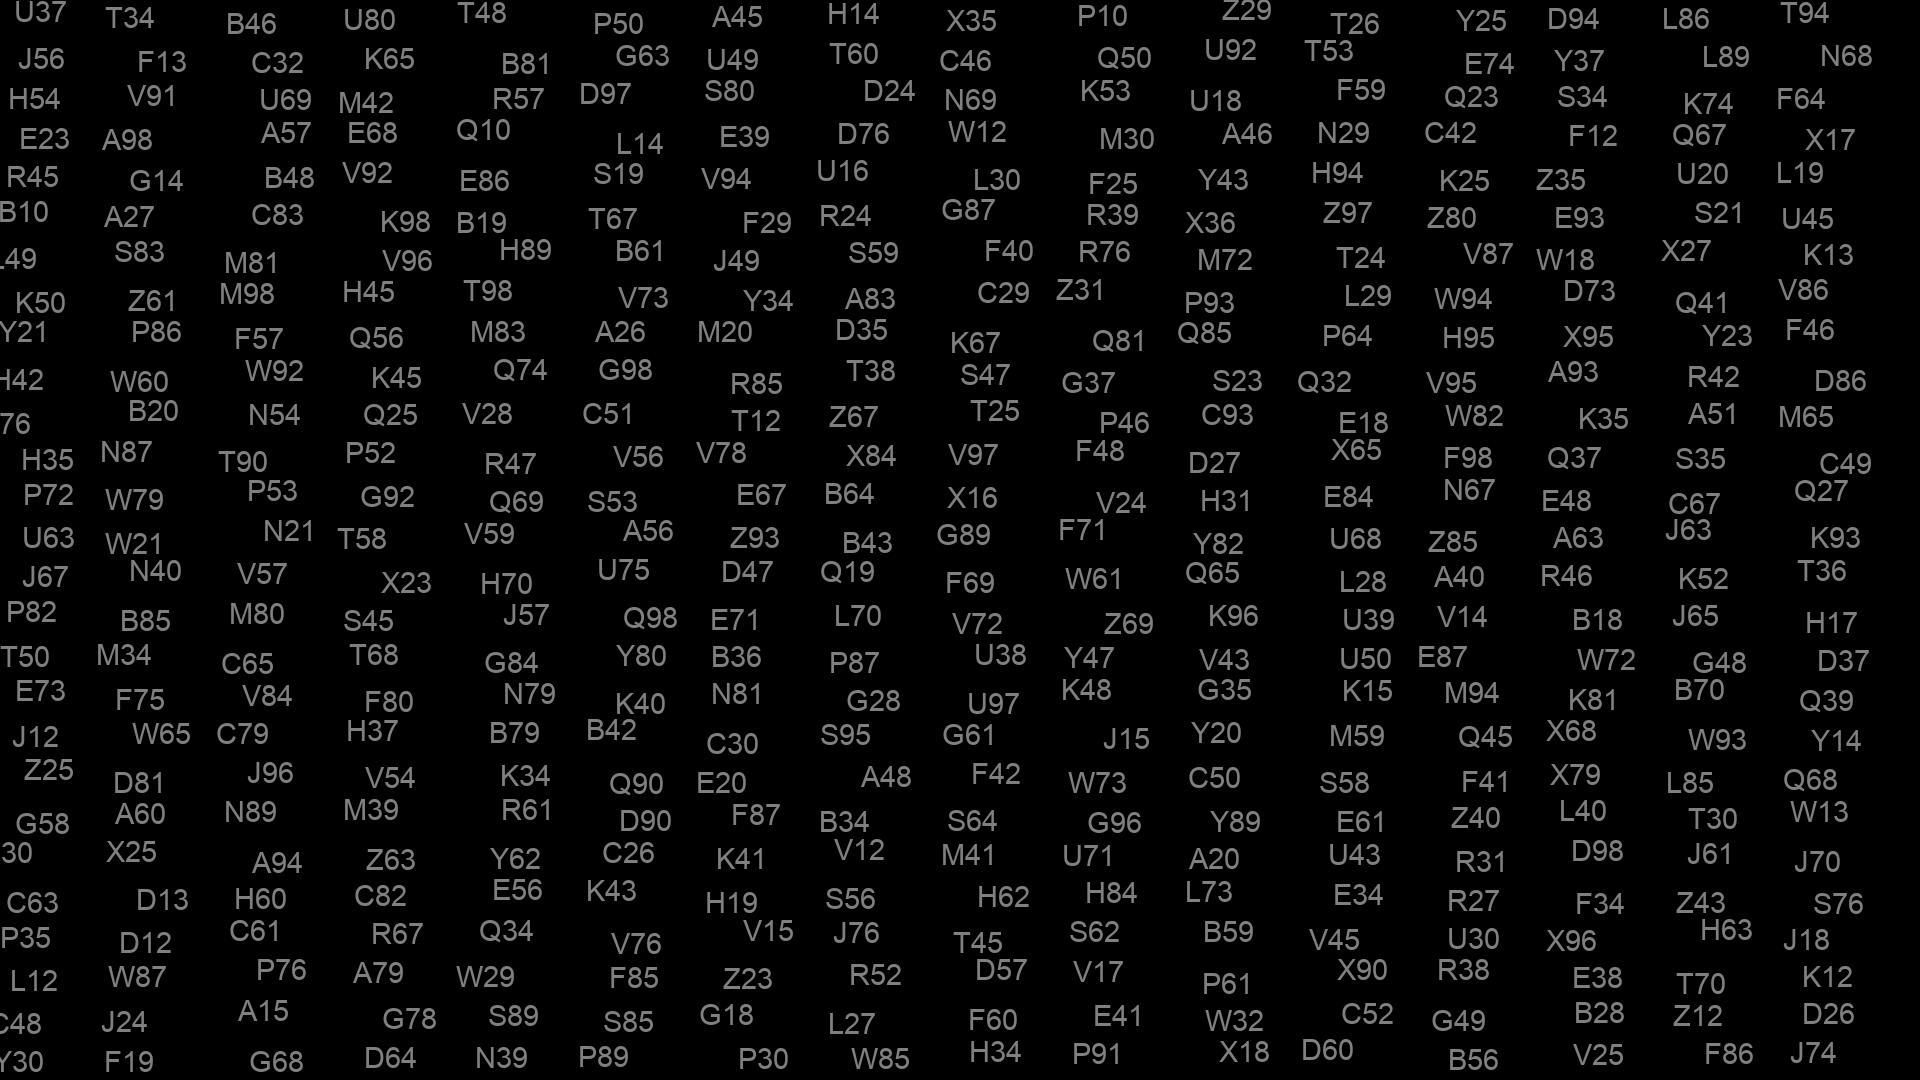 U37 T34 B46 U80 T48 P50 A45 H14 X35 P10 Z29 T26 Y25 D94 L86 T94
J56 F13 C32 K65 B81 G63 U49 T60 C46 Q50 U92 T53 E74 Y37 L89 N68
H54 V91 U69 M42 R57 D97 S80 D24 N69 K53 U18 F59 Q23 S34 K74 F64
E23 A98 A57 E68 Q10 L14 E39 D76 W12 M30 A46 N29 C42 F12 Q67 X17
R45 G14 B48 V92 E86 S19 V94 U16 L30 F25 Y43 H94 K25 Z35 U20 L19
B10 A27 C83 K98 B19 T67 F29 R24 G87 R39 X36 Z97 Z80 E93 S21 U45
49 S83 M81 V96 H89 B61 J49 S59 F40 R76 M72 T24 V87 W18 X27 K13
K50 Z61 M98 H45 T98 V73 Y34 A83 C29 Z31 P93 L29 W94 D73 Q41 V86
Y21 P86 F57 Q56 M83 A26 M20 D35 K67 Q81 Q85 P64 H95 X95 Y23 F46
H42 W60 W92 K45 Q74 G98 R85 T38 S47 G37 S23 Q32 V95 A93 R42 D86
76 B20 N54 Q25 V28 C51 T12 Z67 T25 P46 C93 E18 W82 K35 A51 M65
H35 N87 T90 P52 R47 V56 V78 X84 V97 F48 D27 X65 F98 Q37 S35 C49
P72 W79 P53 G92 Q69 S53 E67 B64 X16 V24 H31 E84 N67 E48 C67 Q27
U63 W21 N21 T58 V59 A56 Z93 B43 G89 F71 Y82 U68 Z85 A63 J63 K93
J67 N40 V57 X23 H70 U75 D47 Q19 F69 W61 Q65 L28 A40 R46 K52 T36
P82 B85 M80 S45 J57 Q98 E71 L70 V72 Z69 K96 U39 V14 B18 J65 H17
T50 M34 C65 T68 G84 Y80 B36 P87 U38 Y47 V43 U50 E87 W72 G48 D37
E73 F75 V84 F80 N79 K40 N81 G28 U97 K48 G35 K15 M94 K81 B70 Q39
J12 W65 C79 H37 B79 B42 C30 S95 G61 J15 Y20 M59 Q45 X68 W93 Y14
Z25 D81 J96 V54 K34 Q90 E20 A48 F42 W73 C50 S58 F41 X79 L85 Q68
G58 A60 N89 M39 R61 D90 F87 B34 S64 G96 Y89 E61 Z40 L40 T30 W13
30 X25 A94 Z63 Y62 C26 K41 V12 M41 U71 A20 U43 R31 D98 J61 J70
C63 D13 H60 C82 E56 K43 H19 S56 H62 H84 L73 E34 R27 F34 Z43 S76
P35 D12 C61 R67 Q34 V76 V15 J76 T45 S62 B59 V45 U30 X96 H63 J18
L12 W87 P76 A79 W29 F85 Z23 R52 D57 V17 P61 X90 R38 E38 T70 K12
C48 J24 A15 G78 S89 S85 G18 L27 F60 E41 W32 C52 G49 B28 Z12 D26
Y30 F19 G68 D64 N39 P89 P30 W85 H34 P91 X18 D60 B56 V25 F86 J74